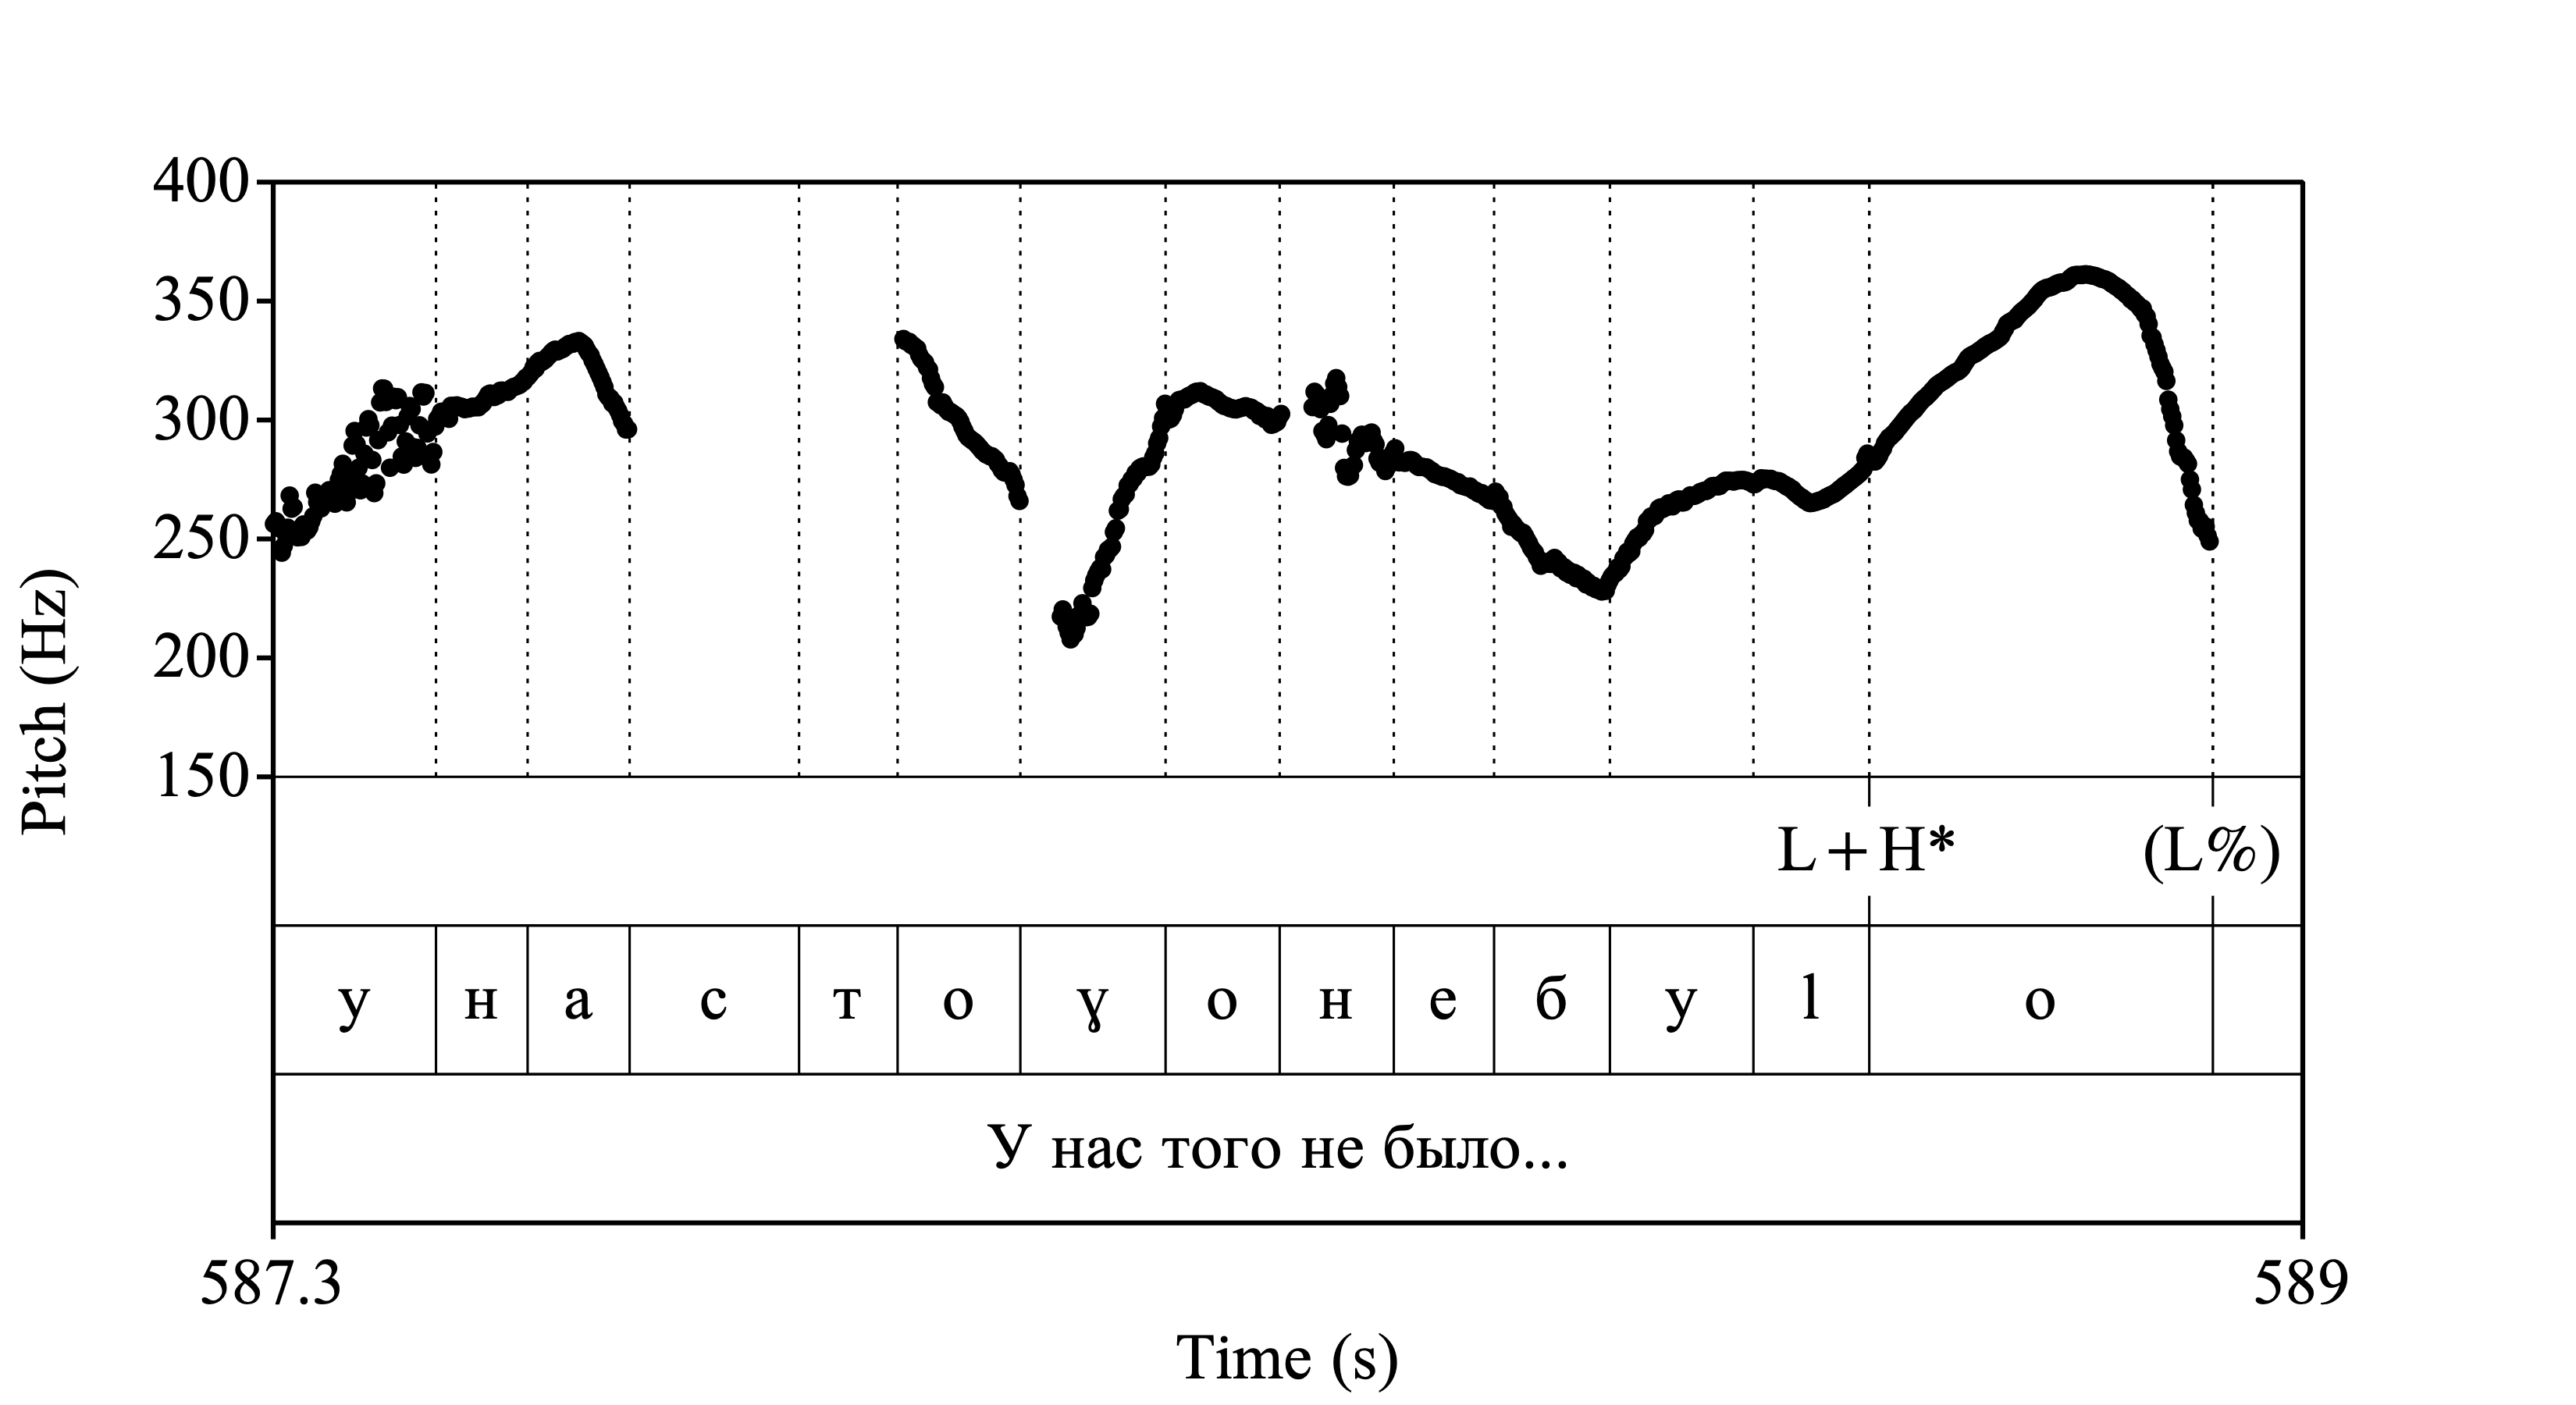 400
350
300
250
200
150
Pitch (Hz)
L+H* (L%)
у н а с т о ɣ о н е б у l о
У нас того не было...
587.3 589
Time (s)